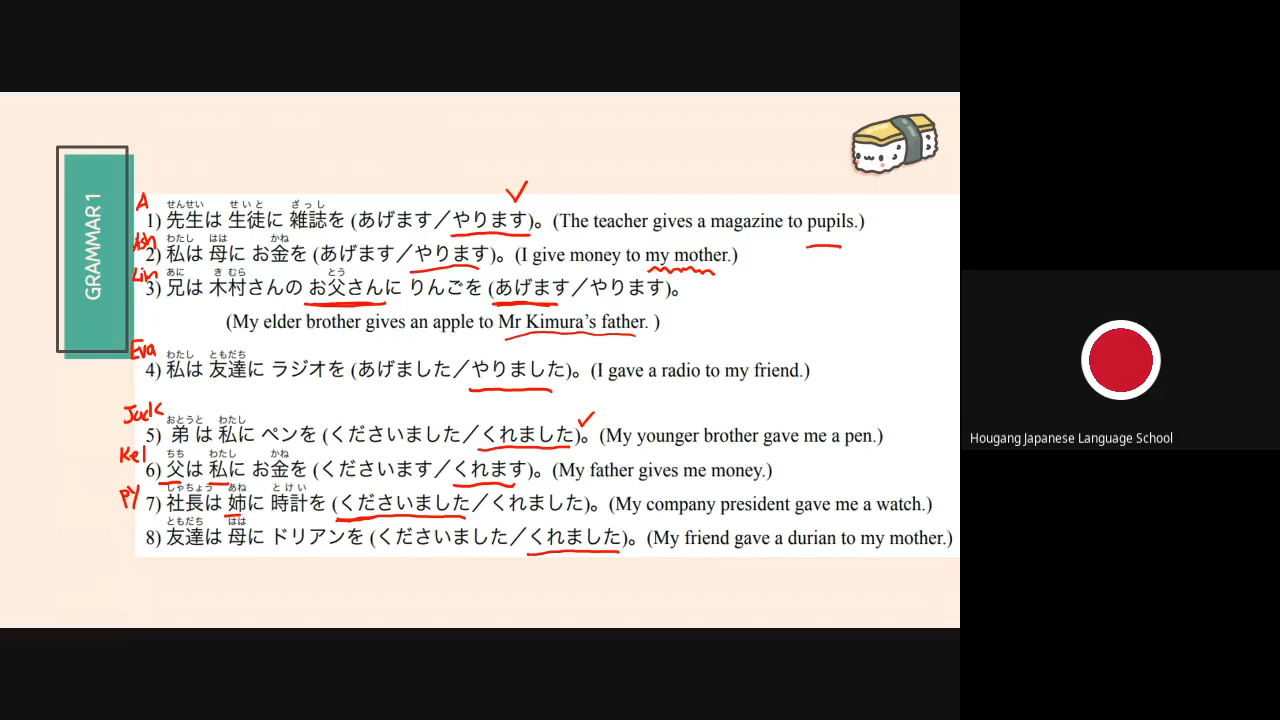 GRAMMAR 1
A
せんせい せいと ざっし
1) 先生は 生徒に 雑誌を (あげます／やります)。(The teacher gives a magazine to pupils.)
Ash
わたし はは かね
2) 私は 母に お金を (あげます／やります)。(I give money to my mother.)
Lin
あに きむら とう
3) 兄は 木村さんの お父さんに りんごを (あげます／やります)。
(My elder brother gives an apple to Mr Kimura's father. )
Eva
わたし ともだち
4) 私は 友達に ラジオを (あげました／やりました)。(I gave a radio to my friend.)
Jack
おとうと わたし
5) 弟は 私に ペンを (くださいました／くれました)。(My younger brother gave me a pen.)
Kel
ちち わたし かね
6) 父は 私に お金を (くださいます／くれます)。(My father gives me money.)
PY
しゃちょう あね とけい
7) 社長は 姉に 時計を (くださいました／くれました)。(My company president gave me a watch.)
ともだち はは
8) 友達は 母に ドリアンを (くださいました／くれました)。(My friend gave a durian to my mother.)
Hougang Japanese Language School